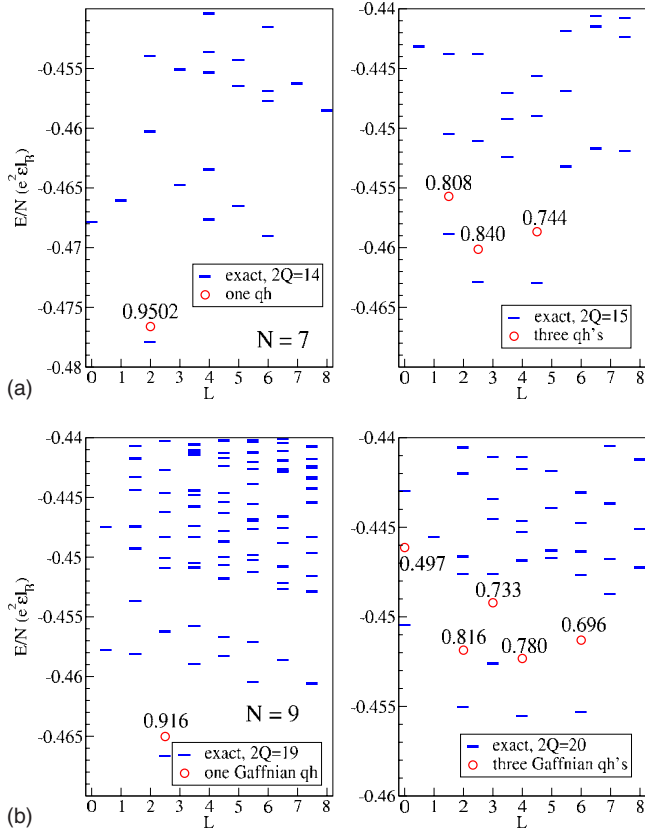 -0.455
-0.46
-0.465
-0.47
-0.475
-0.48
E/N (e²εl_B)
0.9502
exact, 2Q=14
one qh
N = 7
0 1 2 3 4 5 6 7 8
L
(a)
-0.44
-0.445
-0.45
-0.455
-0.46
-0.465
0.808
0.840
0.744
exact, 2Q=15
three qh's
0 1 2 3 4 5 6 7 8
L
-0.44
-0.445
-0.45
-0.455
-0.46
-0.465
E/N (e²εl_B)
0.916
N = 9
exact, 2Q=19
one Gaffnian qh
0 1 2 3 4 5 6 7 8
L
(b)
-0.44
-0.445
-0.45
-0.455
-0.46
0.497
0.733
0.816
0.780
0.696
exact, 2Q=20
three Gaffnian qh's
0 1 2 3 4 5 6 7 8
L